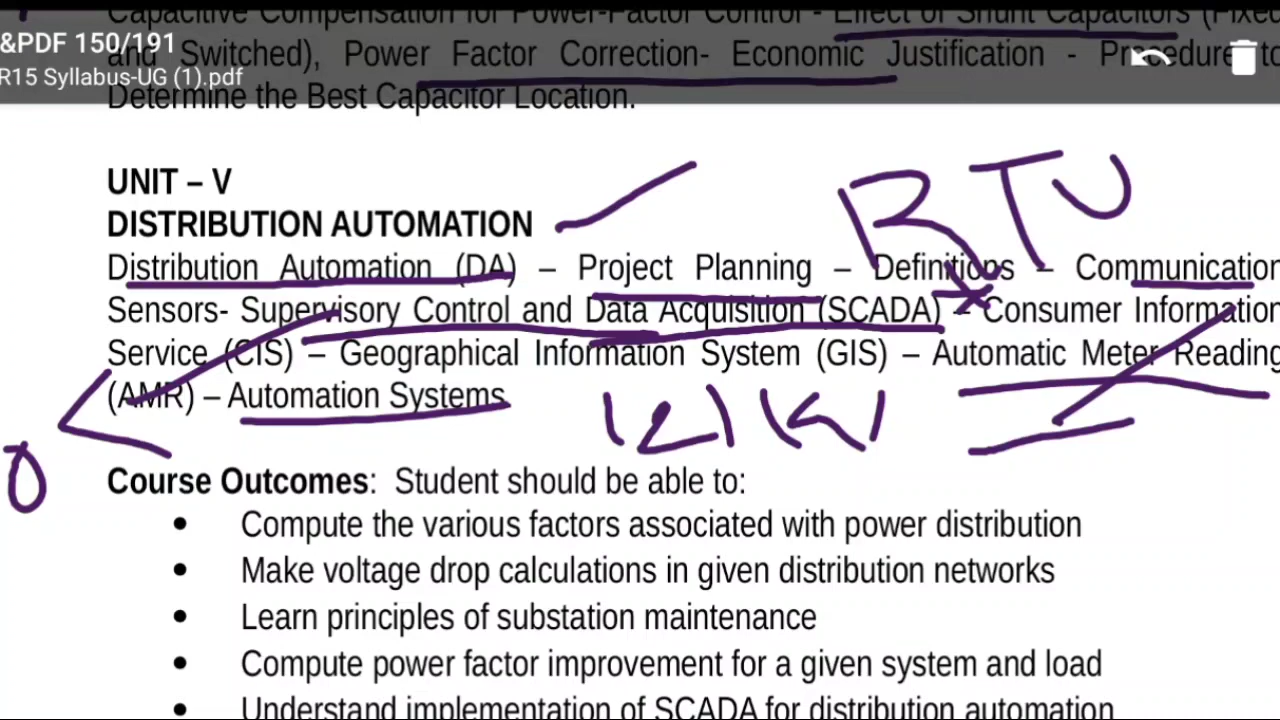 Capacitive Compensation for Power-Factor Control - Effect of Shunt Capacitors (Fixed
&PDF 150/191
and Switched), Power Factor Correction- Economic Justification - Procedure to
R15 Syllabus-UG (1).pdf
Determine the Best Capacitor Location.
UNIT – V
RTU
DISTRIBUTION AUTOMATION
Distribution Automation (DA) – Project Planning – Definitions – Communication
Sensors- Supervisory Control and Data Acquisition (SCADA) – Consumer Information
Service (CIS) – Geographical Information System (GIS) – Automatic Meter Reading
(AMR) – Automation Systems
Course Outcomes: Student should be able to:
• Compute the various factors associated with power distribution
• Make voltage drop calculations in given distribution networks
• Learn principles of substation maintenance
• Compute power factor improvement for a given system and load
• Understand implementation of SCADA for distribution automation